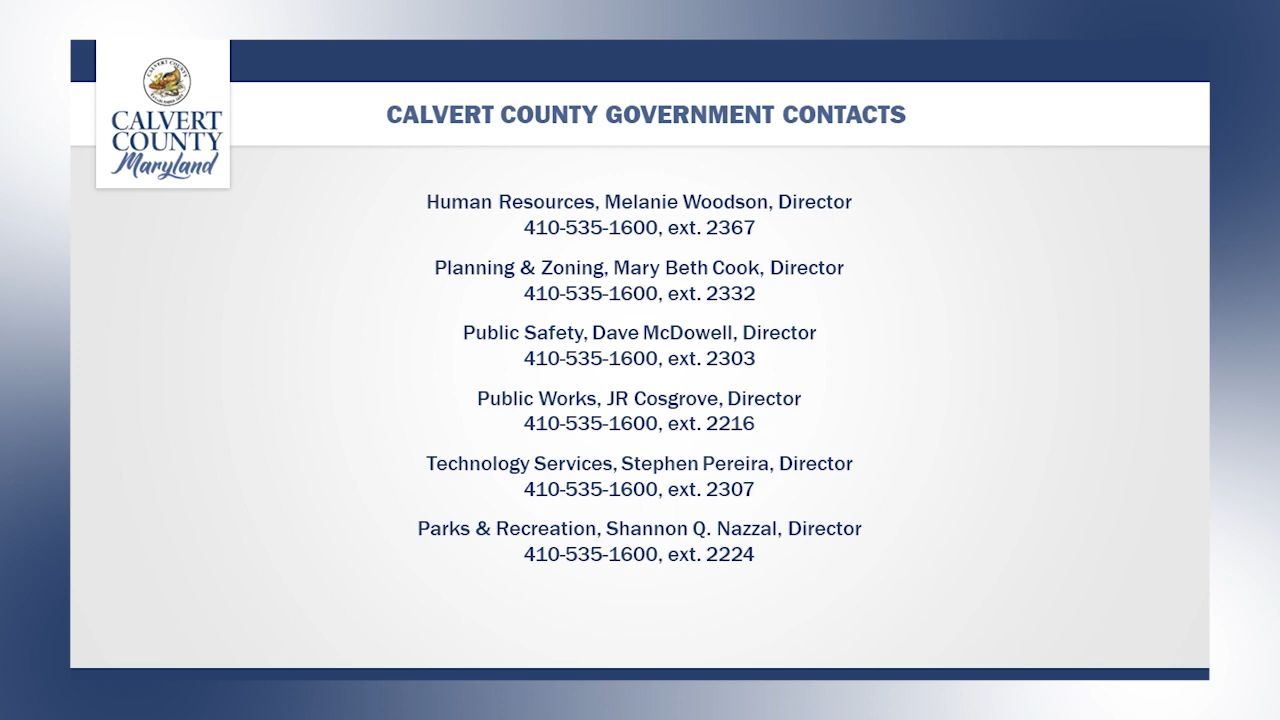 CALVERT COUNTY
CALVERT
COUNTY
Maryland
CALVERT COUNTY GOVERNMENT CONTACTS
Human Resources, Melanie Woodson, Director
410-535-1600, ext. 2367
Planning & Zoning, Mary Beth Cook, Director
410-535-1600, ext. 2332
Public Safety, Dave McDowell, Director
410-535-1600, ext. 2303
Public Works, JR Cosgrove, Director
410-535-1600, ext. 2216
Technology Services, Stephen Pereira, Director
410-535-1600, ext. 2307
Parks & Recreation, Shannon Q. Nazzal, Director
410-535-1600, ext. 2224